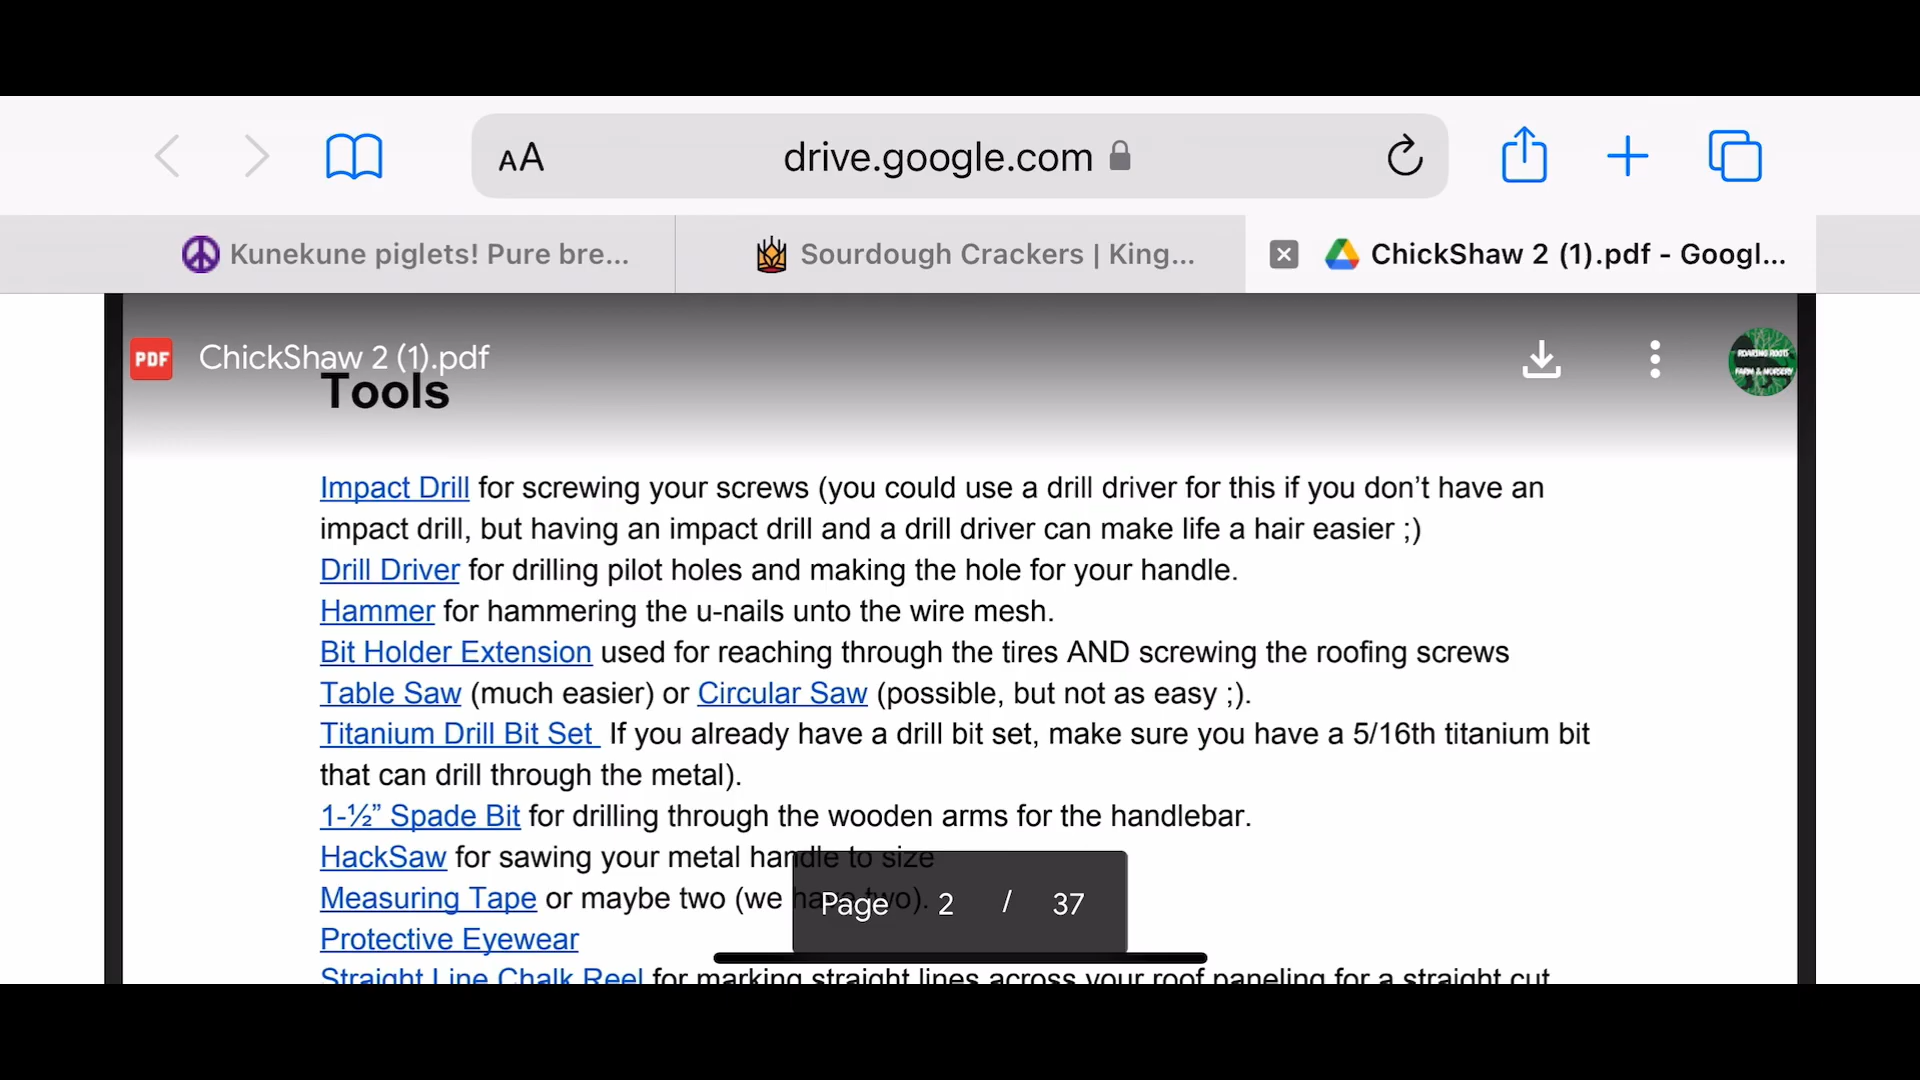 AA drive.google.com
Kunekune piglets! Pure bre... Sourdough Crackers | King... ChickShaw 2 (1).pdf - Googl...
PDF ChickShaw 2 (1).pdf
ROARING ROOTS
FARM & NURSERY
Tools
Impact Drill for screwing your screws (you could use a drill driver for this if you don’t have an
impact drill, but having an impact drill and a drill driver can make life a hair easier ;)
Drill Driver for drilling pilot holes and making the hole for your handle.
Hammer for hammering the u-nails unto the wire mesh.
Bit Holder Extension used for reaching through the tires AND screwing the roofing screws
Table Saw (much easier) or Circular Saw (possible, but not as easy ;).
Titanium Drill Bit Set If you already have a drill bit set, make sure you have a 5/16th titanium bit
that can drill through the metal).
1-½” Spade Bit for drilling through the wooden arms for the handlebar.
HackSaw for sawing your metal handle to size
Measuring Tape or maybe two (we have two).
Page 2 / 37
Protective Eyewear
Straight Line Chalk Reel for marking straight lines across your roof paneling for a straight cut